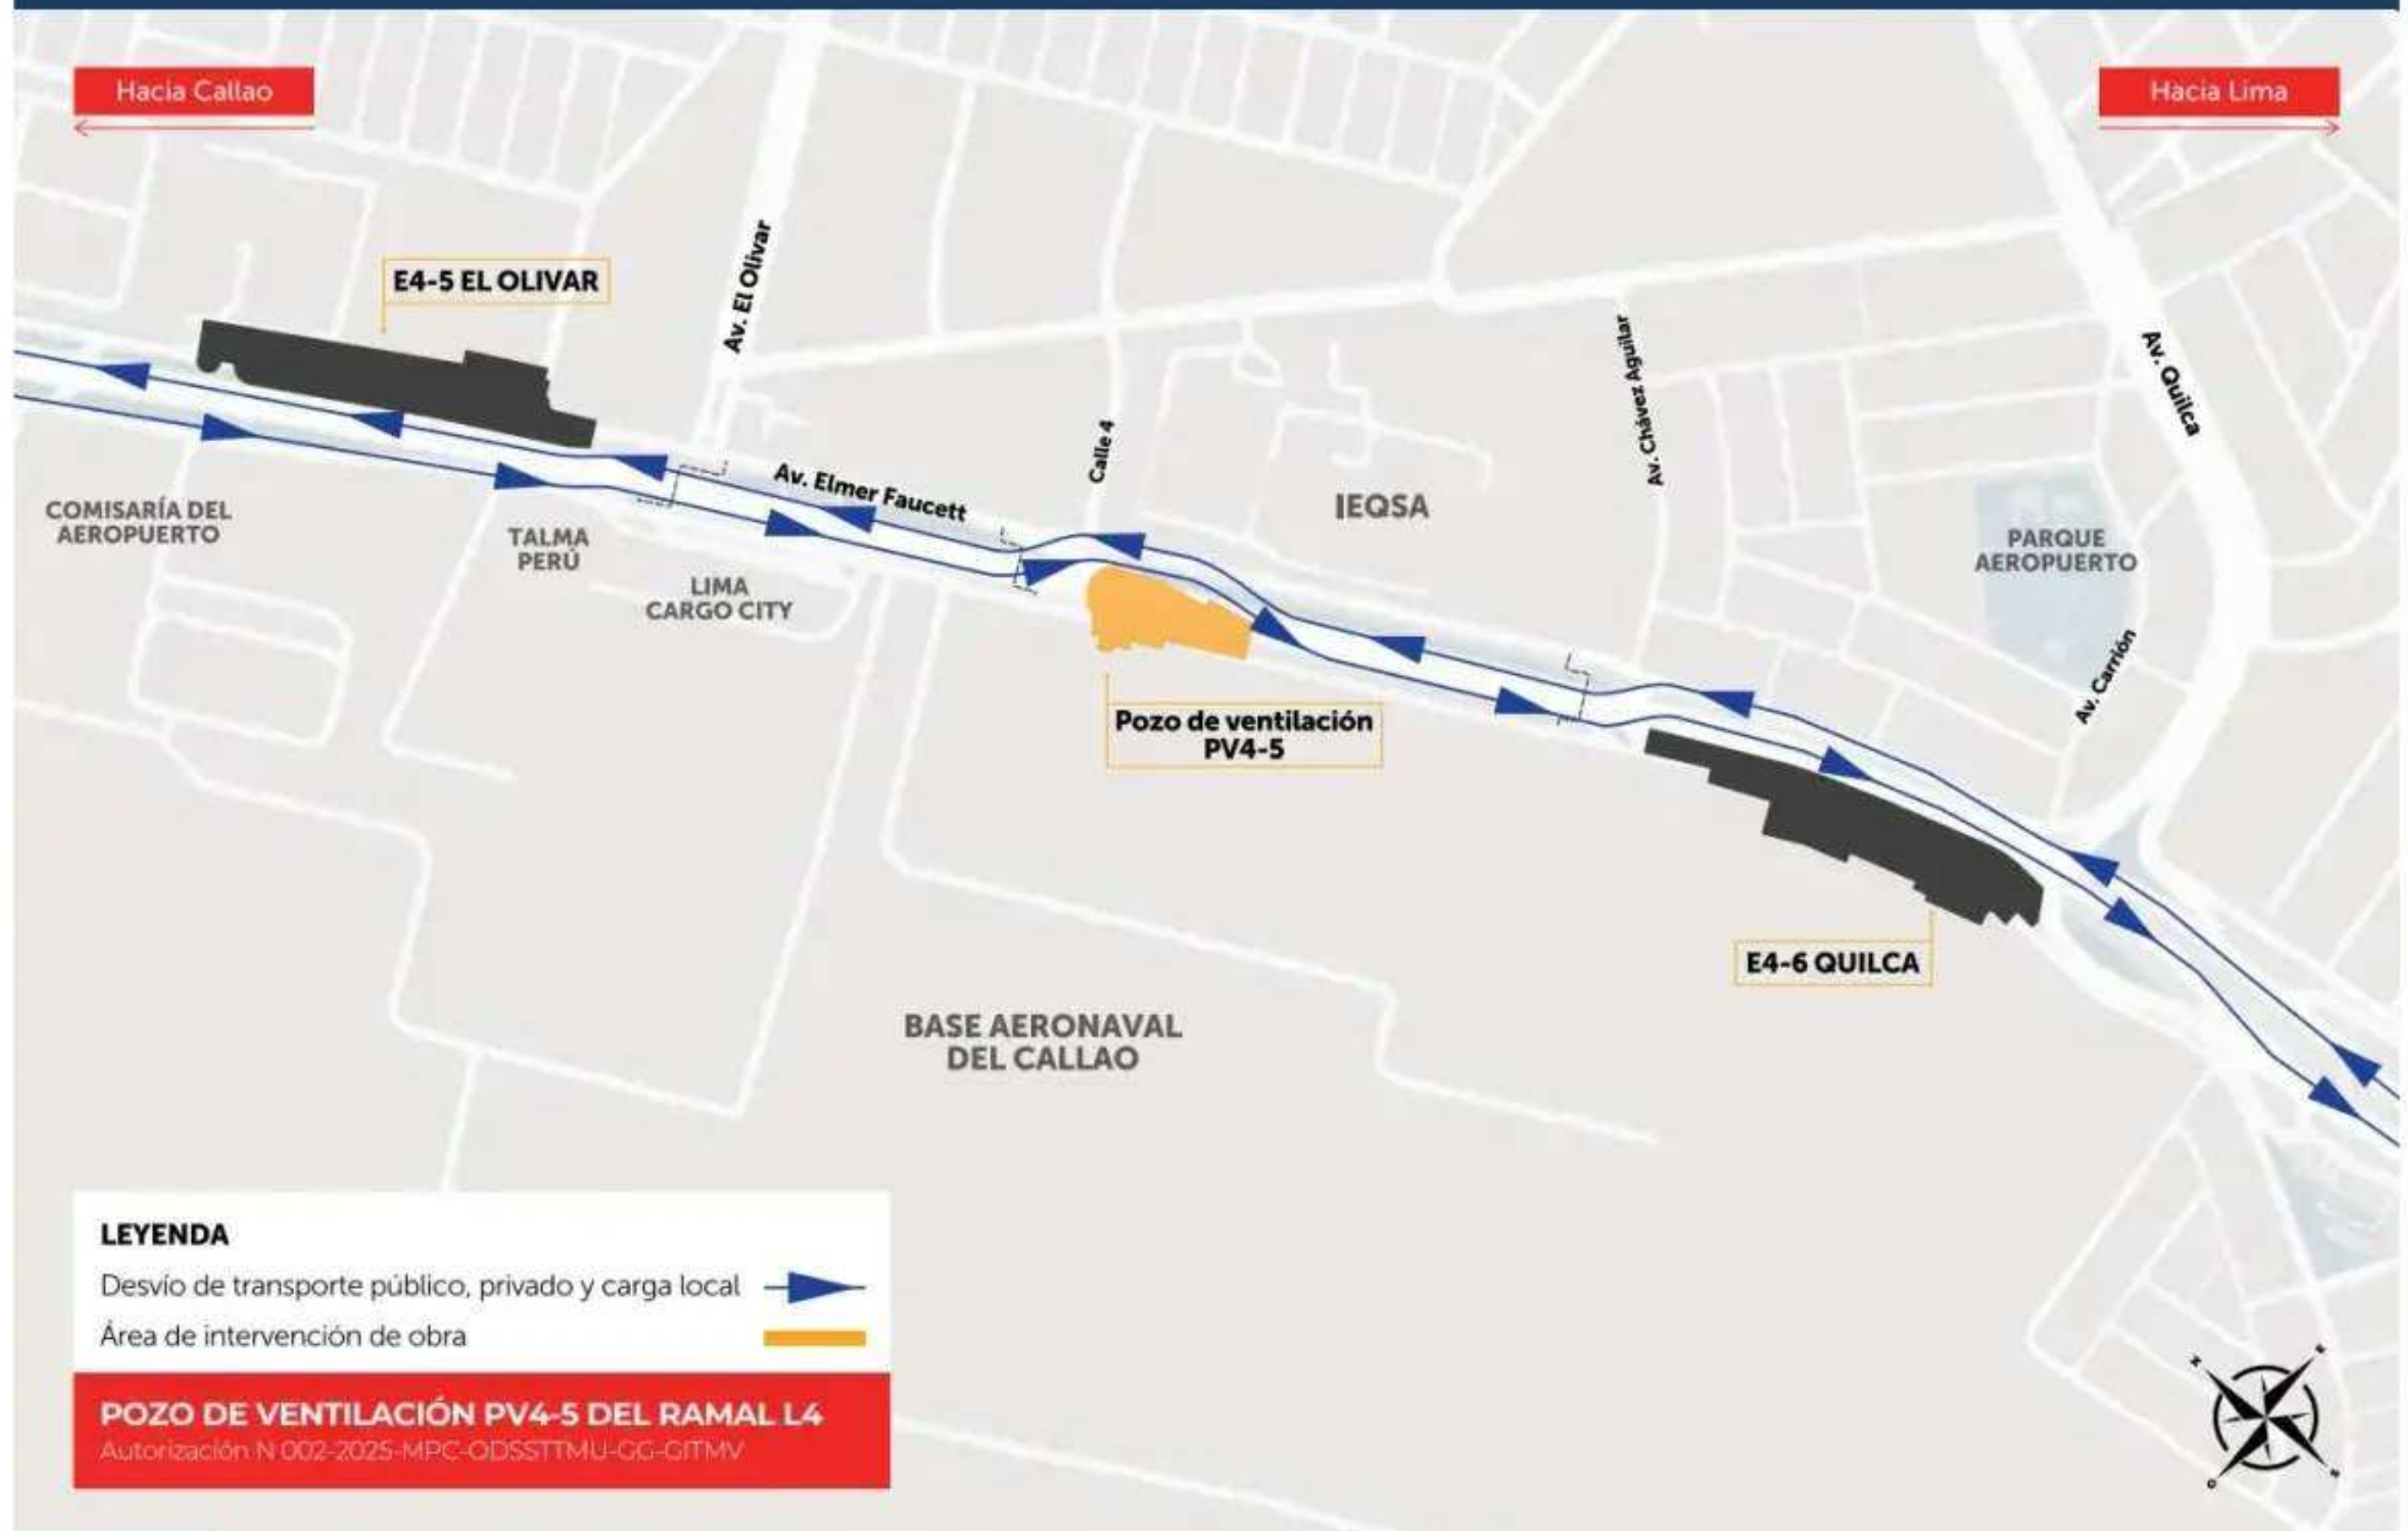 Hacia Callao
Hacia Lima
E4-5 EL OLIVAR
Av. El Olivar
Av. Elmer Faucett
Calle 4
IEQSA
Av. Chávez Aguilar
Av. Quilca
PARQUE
AEROPUERTO
Av. Carrión
COMISARÍA DEL
AEROPUERTO
TALMA
PERÚ
LIMA
CARGO CITY
Pozo de ventilación
PV4-5
E4-6 QUILCA
BASE AERONAVAL
DEL CALLAO
LEYENDA
Desvío de transporte público, privado y carga local
Área de intervención de obra
POZO DE VENTILACIÓN PV4-5 DEL RAMAL L4
Autorización N 002-2025-MPC-ODSSTTMU-GG-GITMV
N
E
O
S